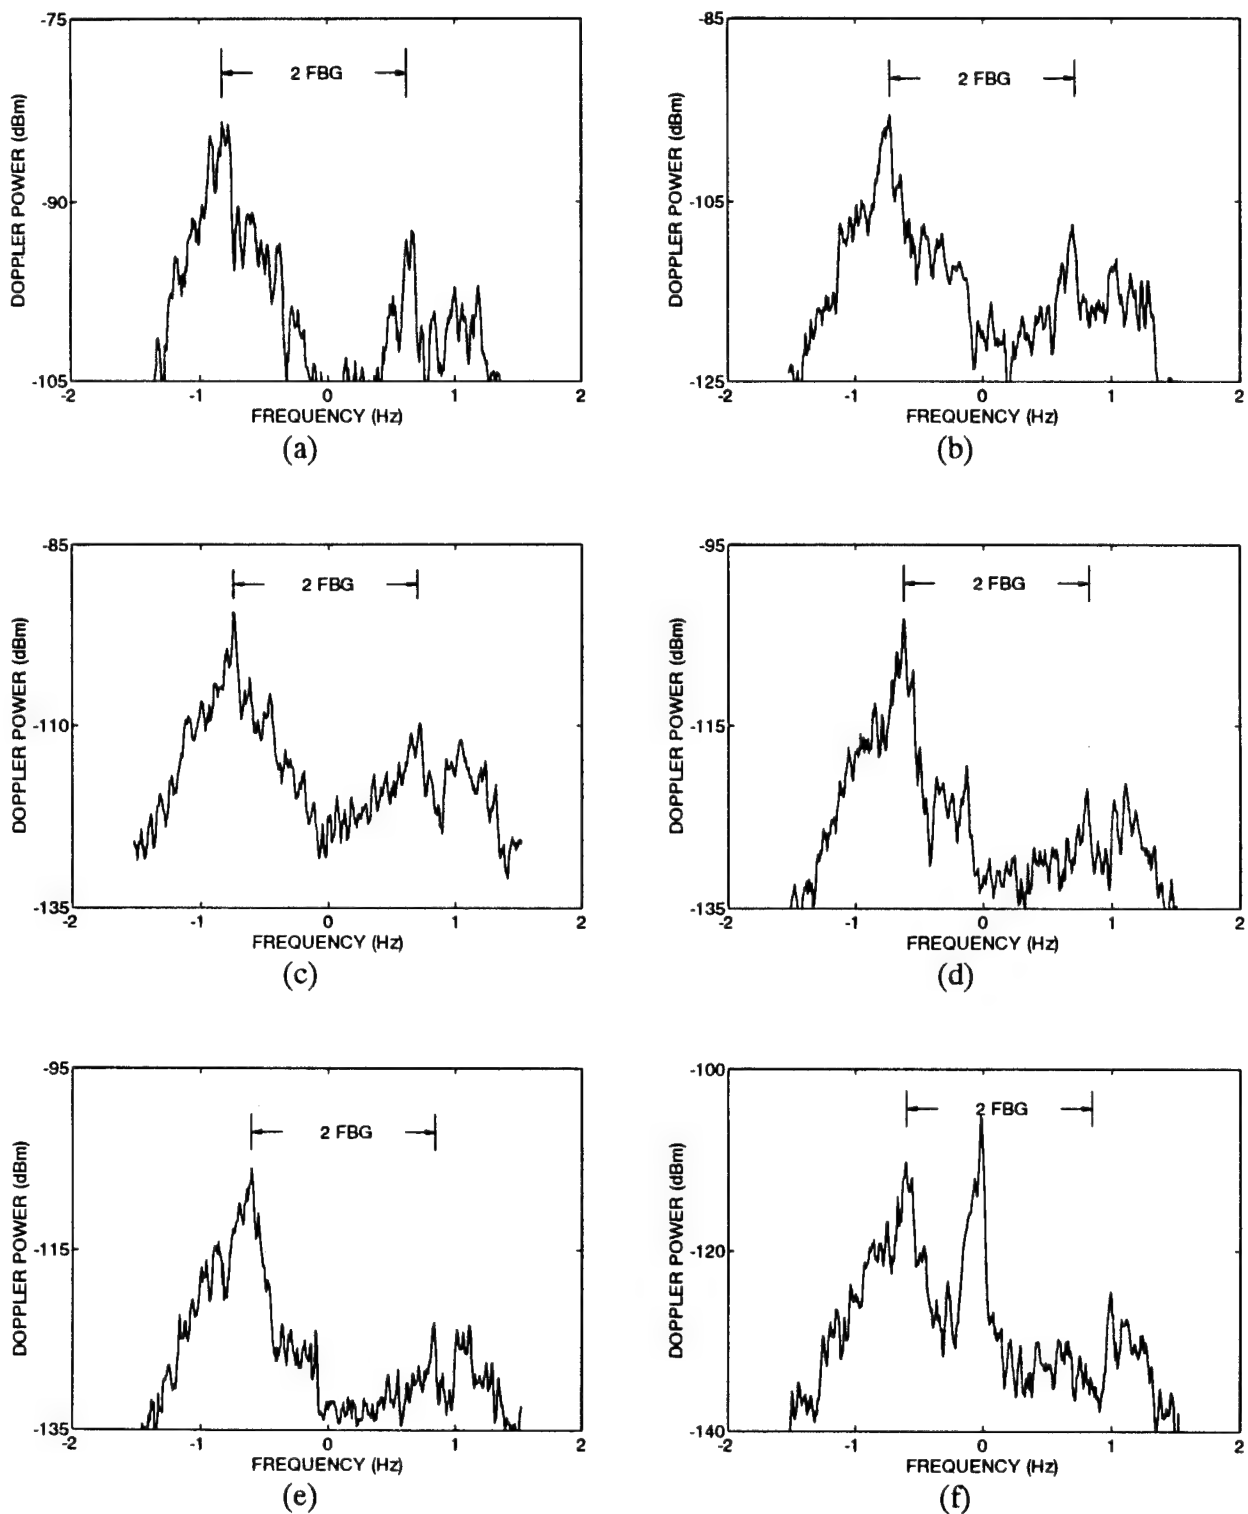 -75
-90
-105
DOPPLER POWER (dBm)
2 FBG
-2 -1 0 1 2
FREQUENCY (Hz)
(a)
-85
-105
-125
DOPPLER POWER (dBm)
2 FBG
-2 -1 0 1 2
FREQUENCY (Hz)
(b)
-85
-110
-135
DOPPLER POWER (dBm)
2 FBG
-2 -1 0 1 2
FREQUENCY (Hz)
(c)
-95
-115
-135
DOPPLER POWER (dBm)
2 FBG
-2 -1 0 1 2
FREQUENCY (Hz)
(d)
-95
-115
-135
DOPPLER POWER (dBm)
2 FBG
-2 -1 0 1 2
FREQUENCY (Hz)
(e)
-100
-120
-140
DOPPLER POWER (dBm)
2 FBG
-2 -1 0 1 2
FREQUENCY (Hz)
(f)